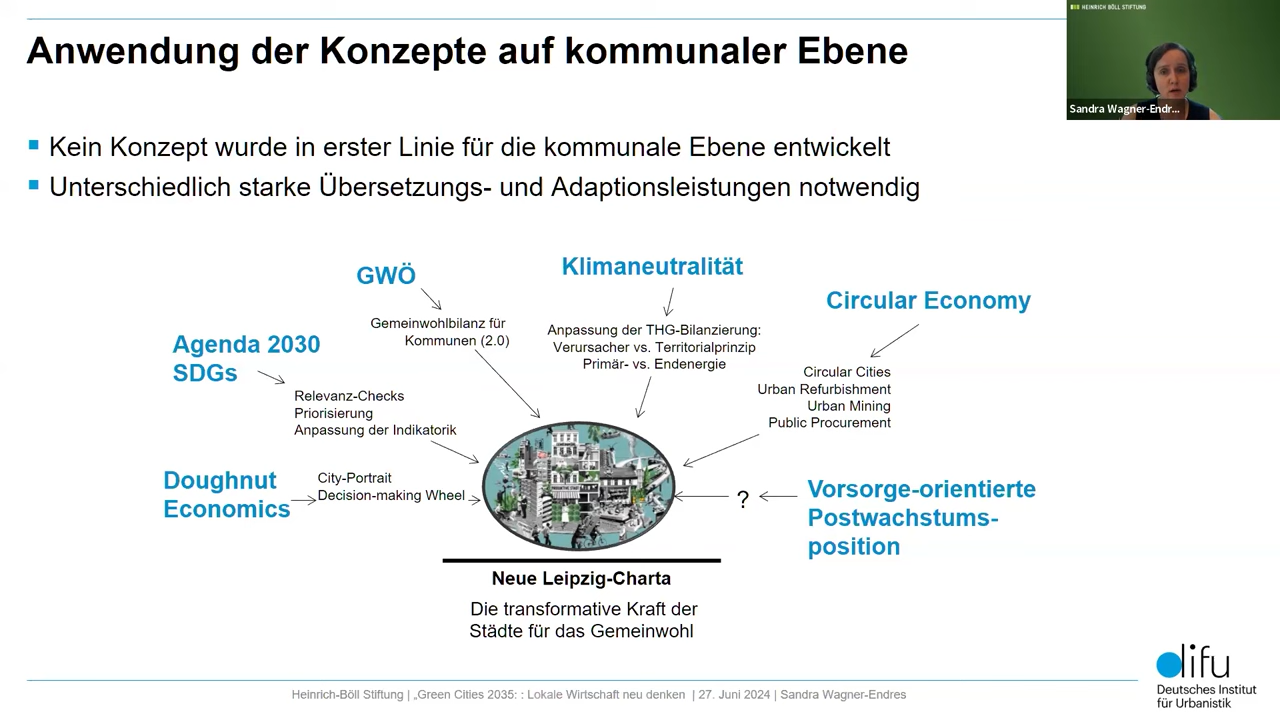 HEINRICH BÖLL STIFTUNG
Sandra Wagner-Endr...
Anwendung der Konzepte auf kommunaler Ebene
Kein Konzept wurde in erster Linie für die kommunale Ebene entwickelt
Unterschiedlich starke Übersetzungs- und Adaptionsleistungen notwendig
GWÖ
Gemeinwohlbilanz für
Kommunen (2.0)
Klimaneutralität
Anpassung der THG-Bilanzierung:
Verursacher vs. Territorialprinzip
Primär- vs. Endenergie
Circular Economy
Circular Cities
Urban Refurbishment
Urban Mining
Public Procurement
Agenda 2030
SDGs
Relevanz-Checks
Priorisierung
Anpassung der Indikatorik
Doughnut
Economics
City-Portrait
Decision-making Wheel
?
Vorsorge-orientierte
Postwachstums-
position
Neue Leipzig-Charta
Die transformative Kraft der
Städte für das Gemeinwohl
Heinrich-Böll Stiftung | „Green Cities 2035: : Lokale Wirtschaft neu denken | 27. Juni 2024 | Sandra Wagner-Endres
difu
Deutsches Institut
für Urbanistik